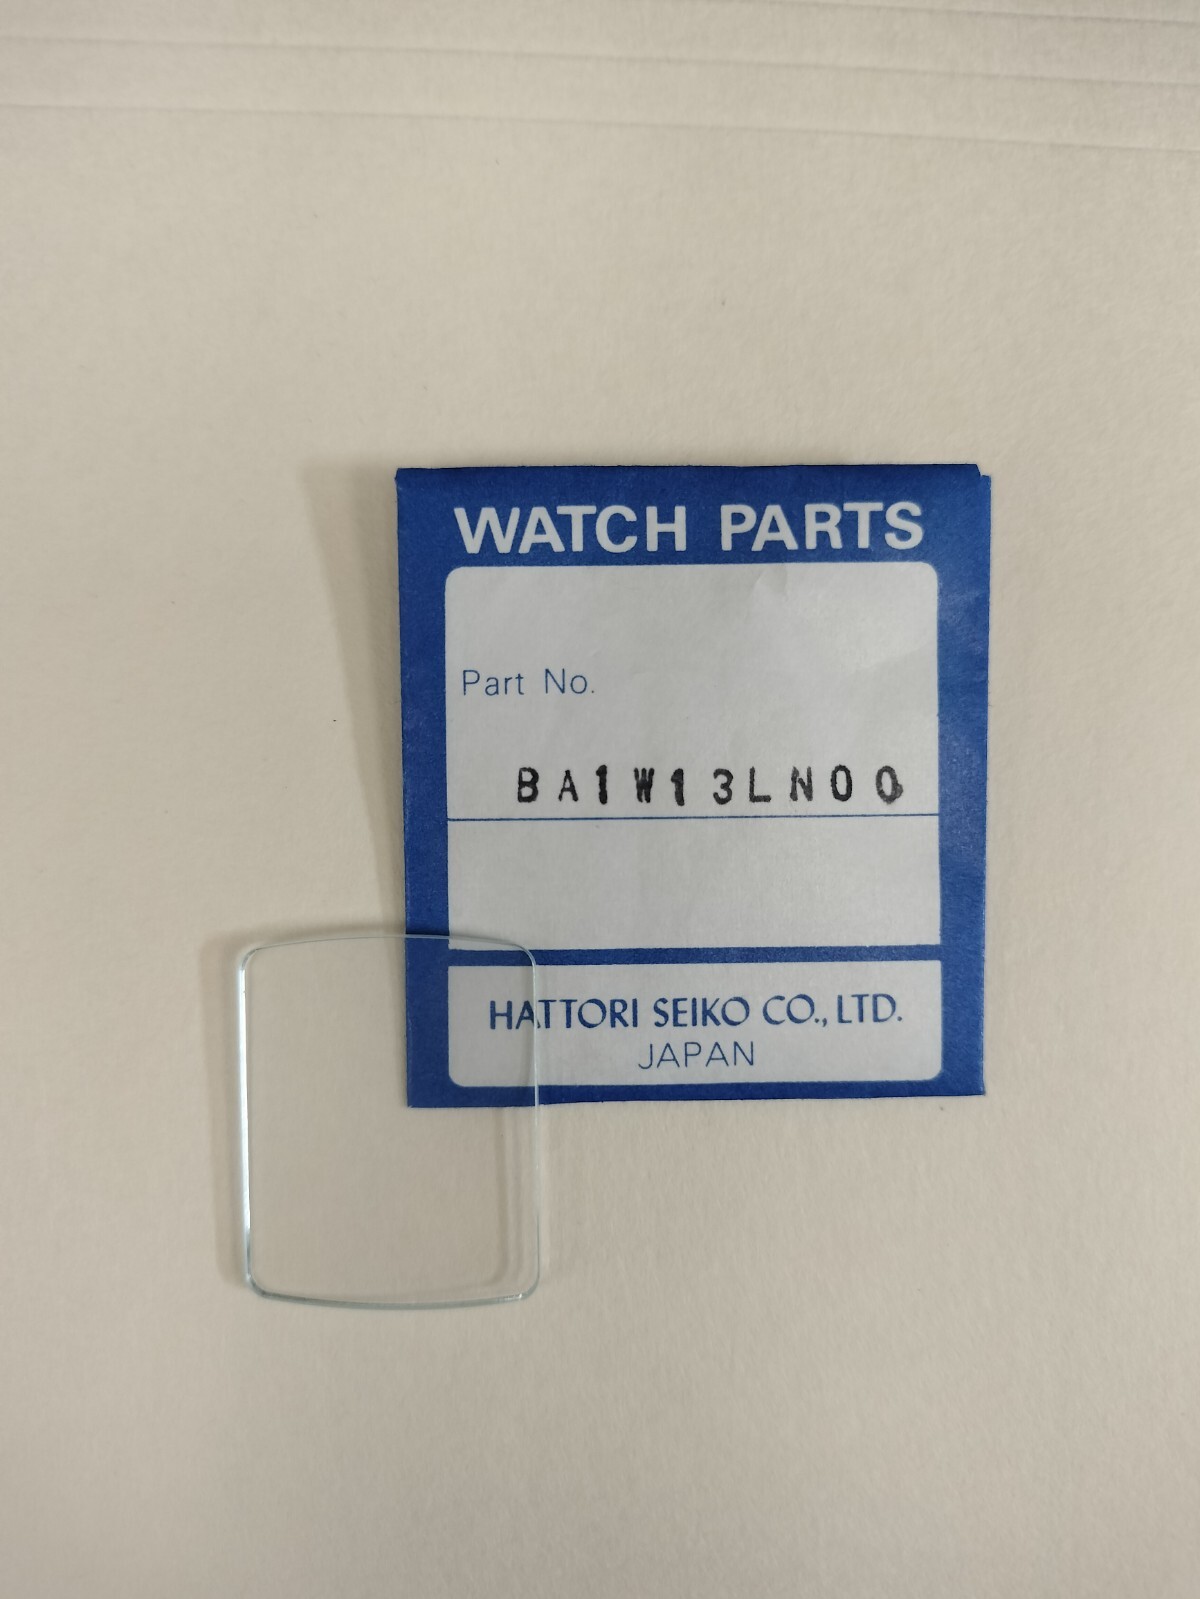 WATCH PARTS
Part No.
BA1W13LN00
HATTORI SEIKO CO., LTD.
JAPAN